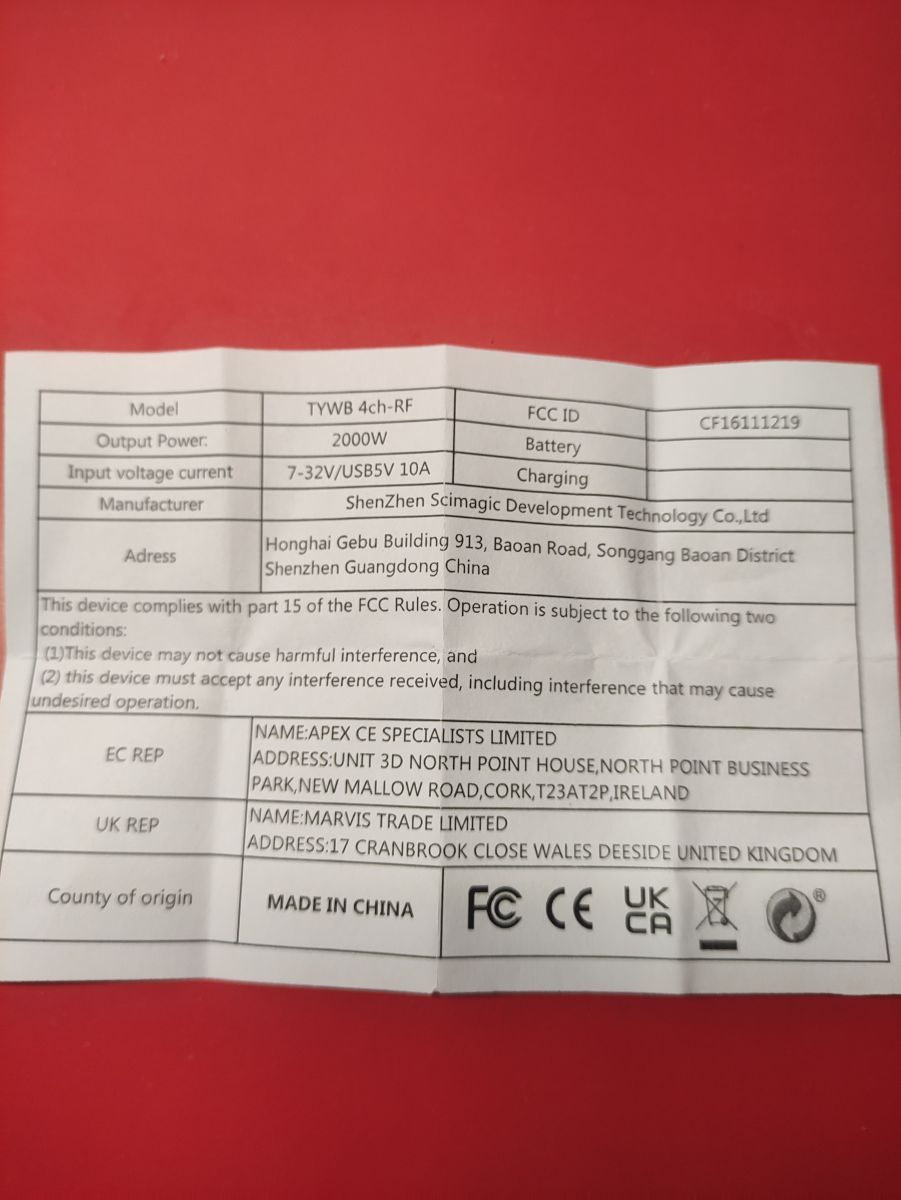 Model TYWB 4ch-RF FCC ID CF16111219
Output Power: 2000W Battery
Input voltage current 7-32V/USB5V 10A Charging
Manufacturer ShenZhen Scimagic Development Technology Co.,Ltd
Adress Honghai Gebu Building 913, Baoan Road, Songgang Baoan District
Shenzhen Guangdong China
This device complies with part 15 of the FCC Rules. Operation is subject to the following two
conditions:
(1)This device may not cause harmful interference, and
(2) this device must accept any interference received, including interference that may cause
undesired operation.
EC REP NAME:APEX CE SPECIALISTS LIMITED
ADDRESS:UNIT 3D NORTH POINT HOUSE,NORTH POINT BUSINESS
PARK,NEW MALLOW ROAD,CORK,T23AT2P,IRELAND
UK REP NAME:MARVIS TRADE LIMITED
ADDRESS:17 CRANBROOK CLOSE WALES DEESIDE UNITED KINGDOM
County of origin MADE IN CHINA FC CE UK CA ®